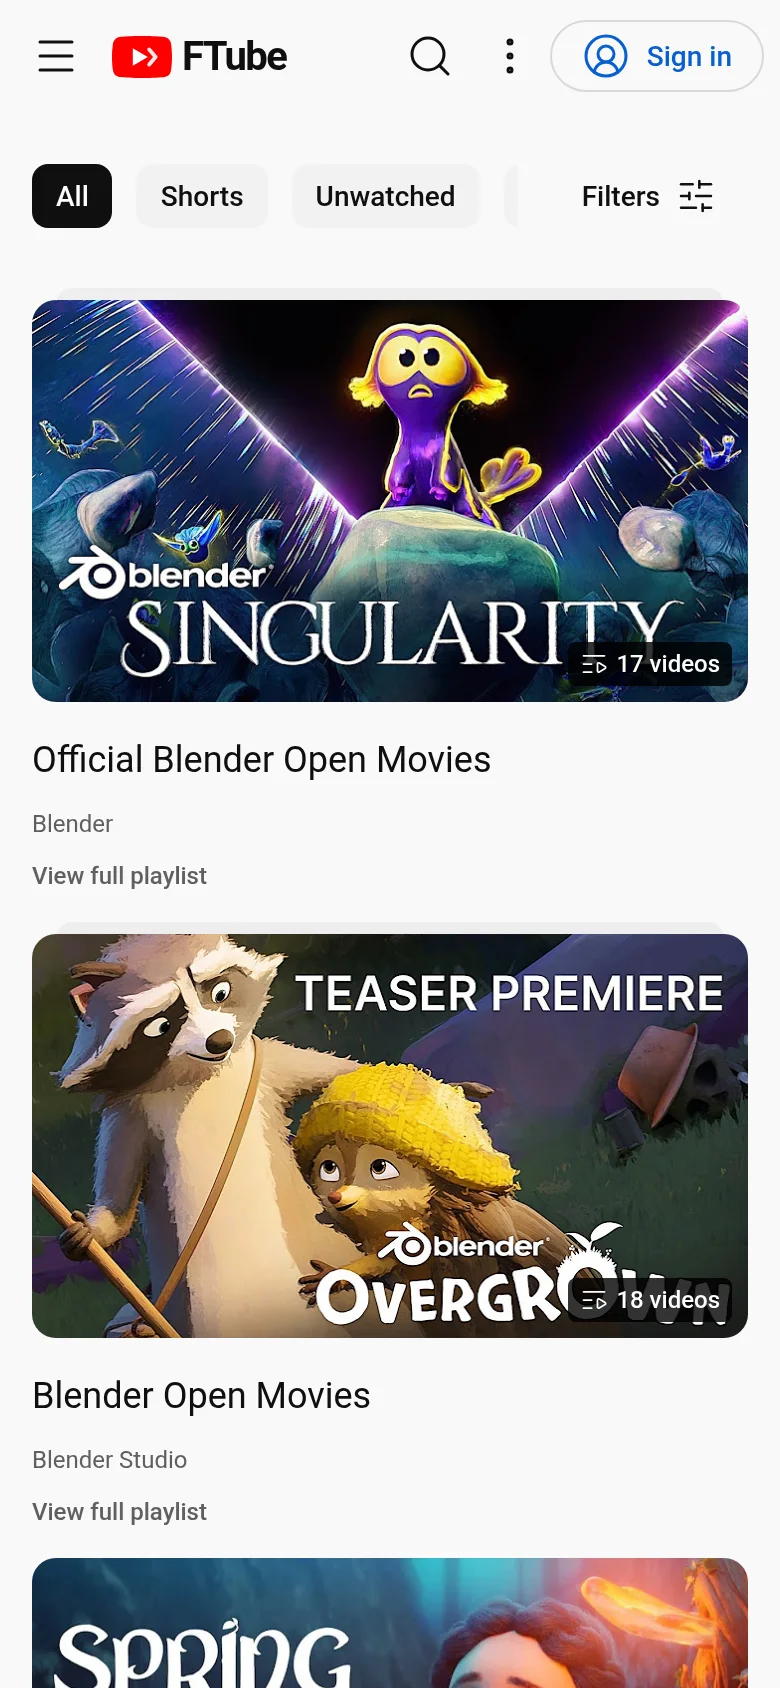 FTube
Sign in
All
Shorts
Unwatched
Filters
blender
SINGULARITY
17 videos
Official Blender Open Movies
Blender
View full playlist
TEASER PREMIERE
blender
OVERGROWN
18 videos
Blender Open Movies
Blender Studio
View full playlist
SPRING